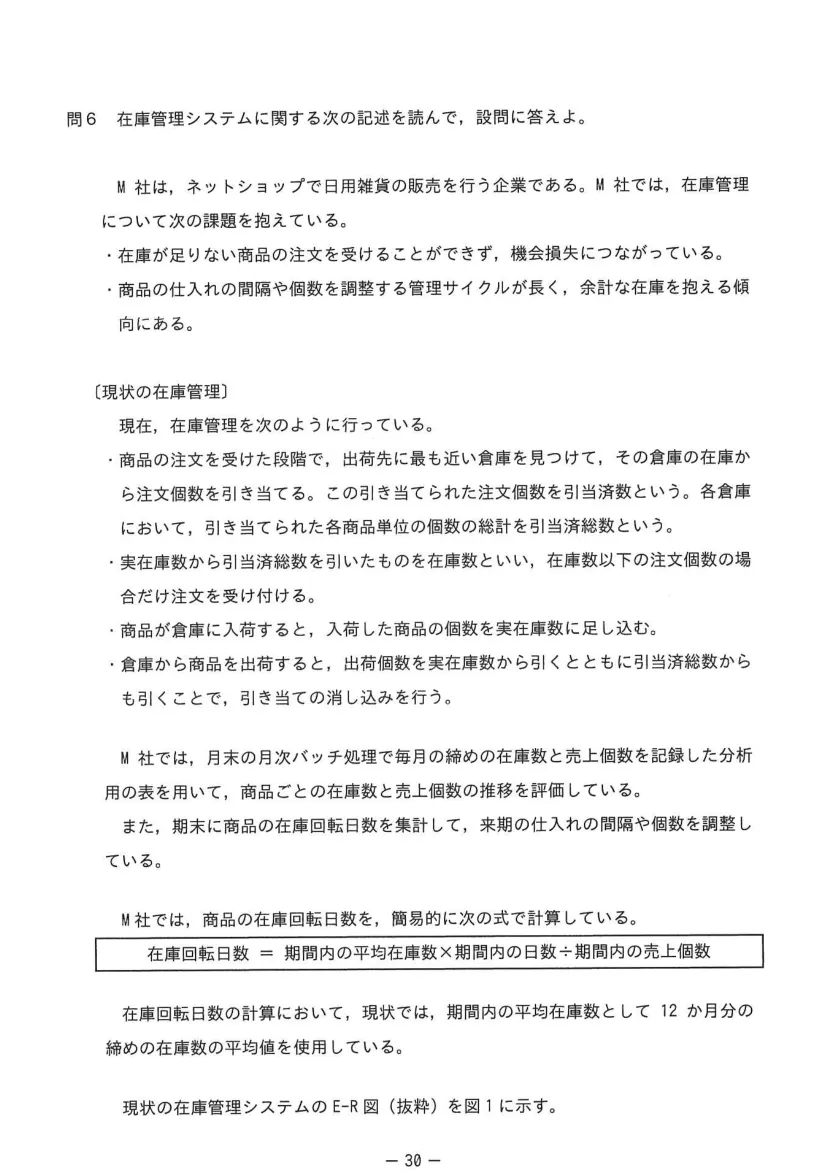 問6　在庫管理システムに関する次の記述を読んで，設問に答えよ。
M 社は，ネットショップで日用雑貨の販売を行う企業である。M 社では，在庫管理
について次の課題を抱えている。
・在庫が足りない商品の注文を受けることができず，機会損失につながっている。
・商品の仕入れの間隔や個数を調整する管理サイクルが長く，余計な在庫を抱える傾
向にある。
〔現状の在庫管理〕
現在，在庫管理を次のように行っている。
・商品の注文を受けた段階で，出荷先に最も近い倉庫を見つけて，その倉庫の在庫か
ら注文個数を引き当てる。この引き当てられた注文個数を引当済数という。各倉庫
において，引き当てられた各商品単位の個数の総計を引当済総数という。
・実在庫数から引当済総数を引いたものを在庫数といい，在庫数以下の注文個数の場
合だけ注文を受け付ける。
・商品が倉庫に入荷すると，入荷した商品の個数を実在庫数に足し込む。
・倉庫から商品を出荷すると，出荷個数を実在庫数から引くとともに引当済総数から
も引くことで，引き当ての消し込みを行う。
M 社では，月末の月次バッチ処理で毎月の締めの在庫数と売上個数を記録した分析
用の表を用いて，商品ごとの在庫数と売上個数の推移を評価している。
また，期末に商品の在庫回転日数を集計して，来期の仕入れの間隔や個数を調整し
ている。
M社では，商品の在庫回転日数を，簡易的に次の式で計算している。
在庫回転日数 ＝ 期間内の平均在庫数×期間内の日数÷期間内の売上個数
在庫回転日数の計算において，現状では，期間内の平均在庫数として 12 か月分の
締めの在庫数の平均値を使用している。
現状の在庫管理システムの E-R 図（抜粋）を図1に示す。
― 30 ―